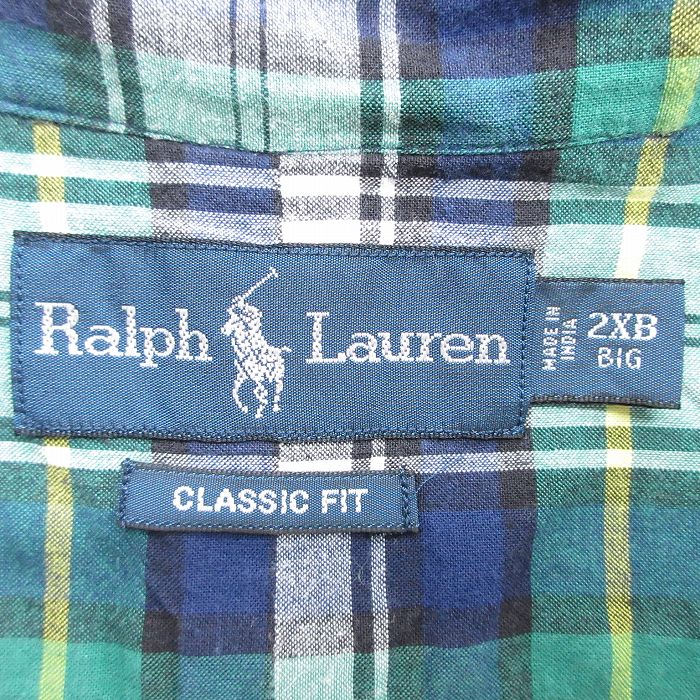 Ralph Lauren
MADE IN
INDIA
2XB
BIG
CLASSIC FIT